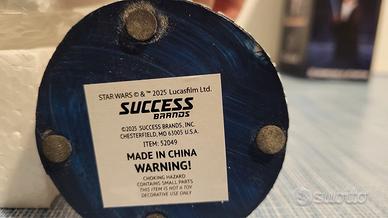 STAR WARS © & ™ 2025 Lucasfilm Ltd.
SUCCESS
BRANDS
©2025 SUCCESS BRANDS, INC.
CHESTERFIELD, MO 63005 U.S.A.
ITEM: 52049
MADE IN CHINA
WARNING!
CHOKING HAZARD
CONTAINS SMALL PARTS
THIS ITEM IS NOT A TOY
DECORATIVE USE ONLY
subito